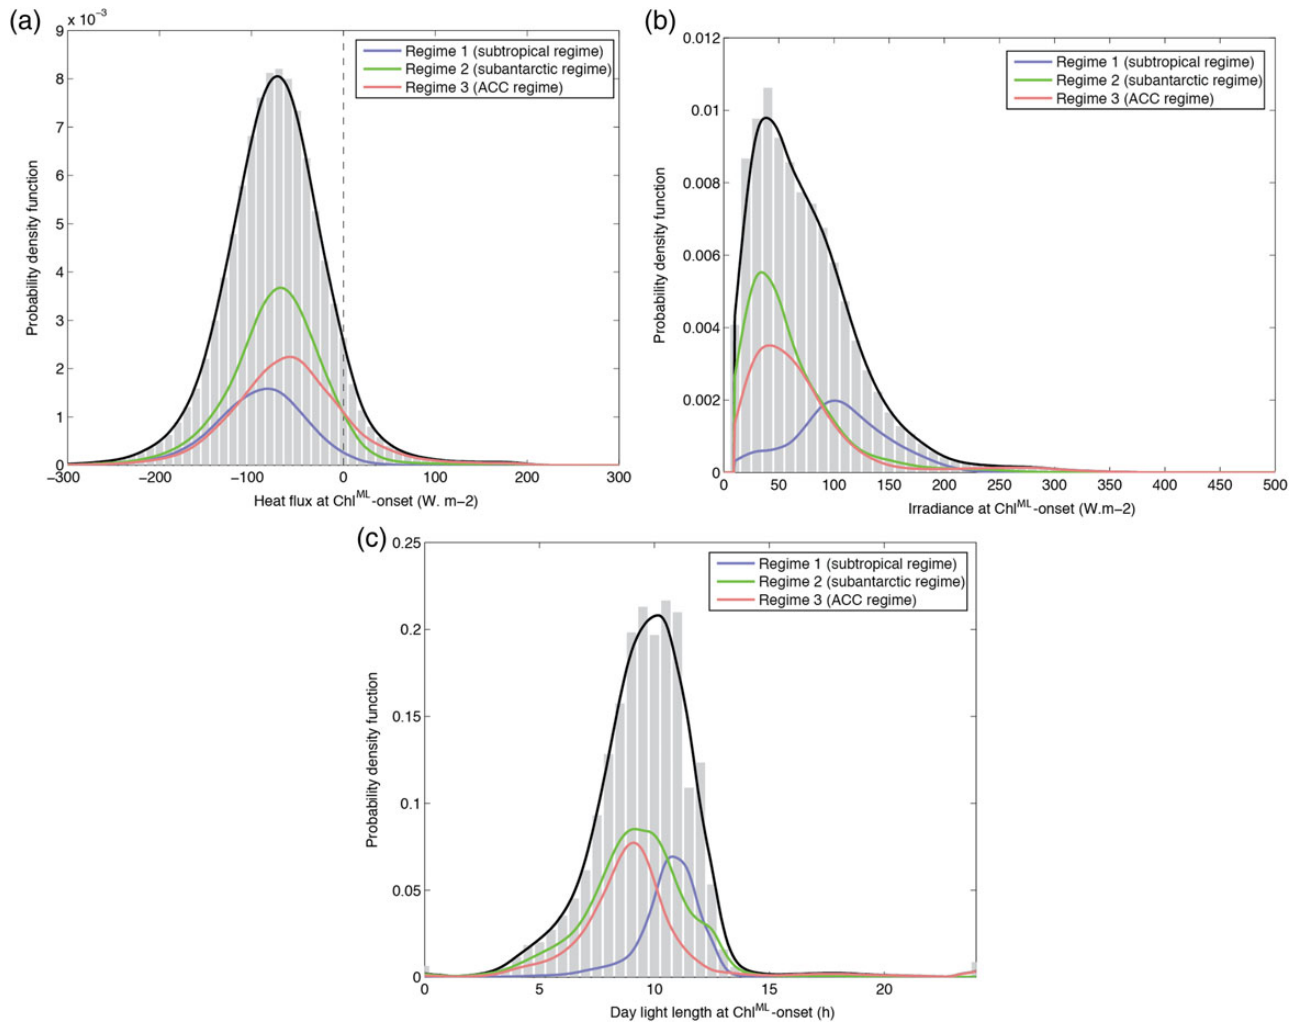 (a)
x 10⁻³
9
8
7
6
5
4
3
2
1
0
Probability density function
−300 −200 −100 0 100 200 300
Heat flux at Chlᴹᴸ-onset (W. m−2)
Regime 1 (subtropical regime)
Regime 2 (subantarctic regime)
Regime 3 (ACC regime)
(b)
0.012
0.01
0.008
0.006
0.004
0.002
0
Probability density function
0 50 100 150 200 250 300 350 400 450 500
Irradiance at Chlᴹᴸ-onset (W.m−2)
Regime 1 (subtropical regime)
Regime 2 (subantarctic regime)
Regime 3 (ACC regime)
(c)
0.25
0.2
0.15
0.1
0.05
0
Probability density function
0 5 10 15 20
Day light length at Chlᴹᴸ-onset (h)
Regime 1 (subtropical regime)
Regime 2 (subantarctic regime)
Regime 3 (ACC regime)